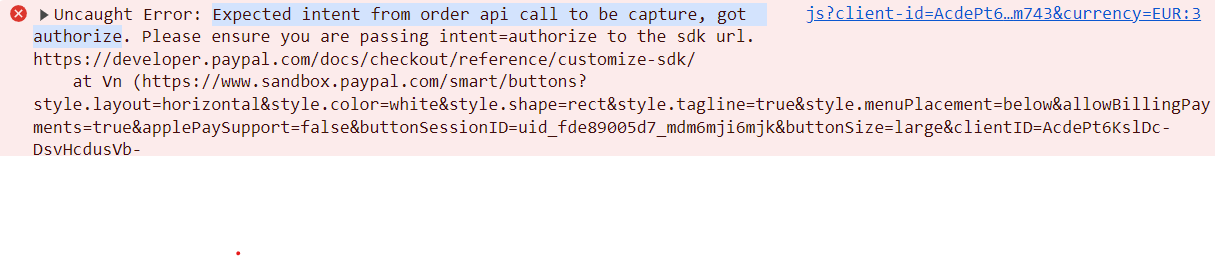 Uncaught Error: Expected intent from order api call to be capture, got js?client-id=AcdePt6…m743&currency=EUR:3
authorize. Please ensure you are passing intent=authorize to the sdk url.
https://developer.paypal.com/docs/checkout/reference/customize-sdk/
at Vn (https://www.sandbox.paypal.com/smart/buttons?
style.layout=horizontal&style.color=white&style.shape=rect&style.tagline=true&style.menuPlacement=below&allowBillingPay
ments=true&applePaySupport=false&buttonSessionID=uid_fde89005d7_mdm6mji6mjk&buttonSize=large&clientID=AcdePt6KslDc-
DsvHcdusVb-